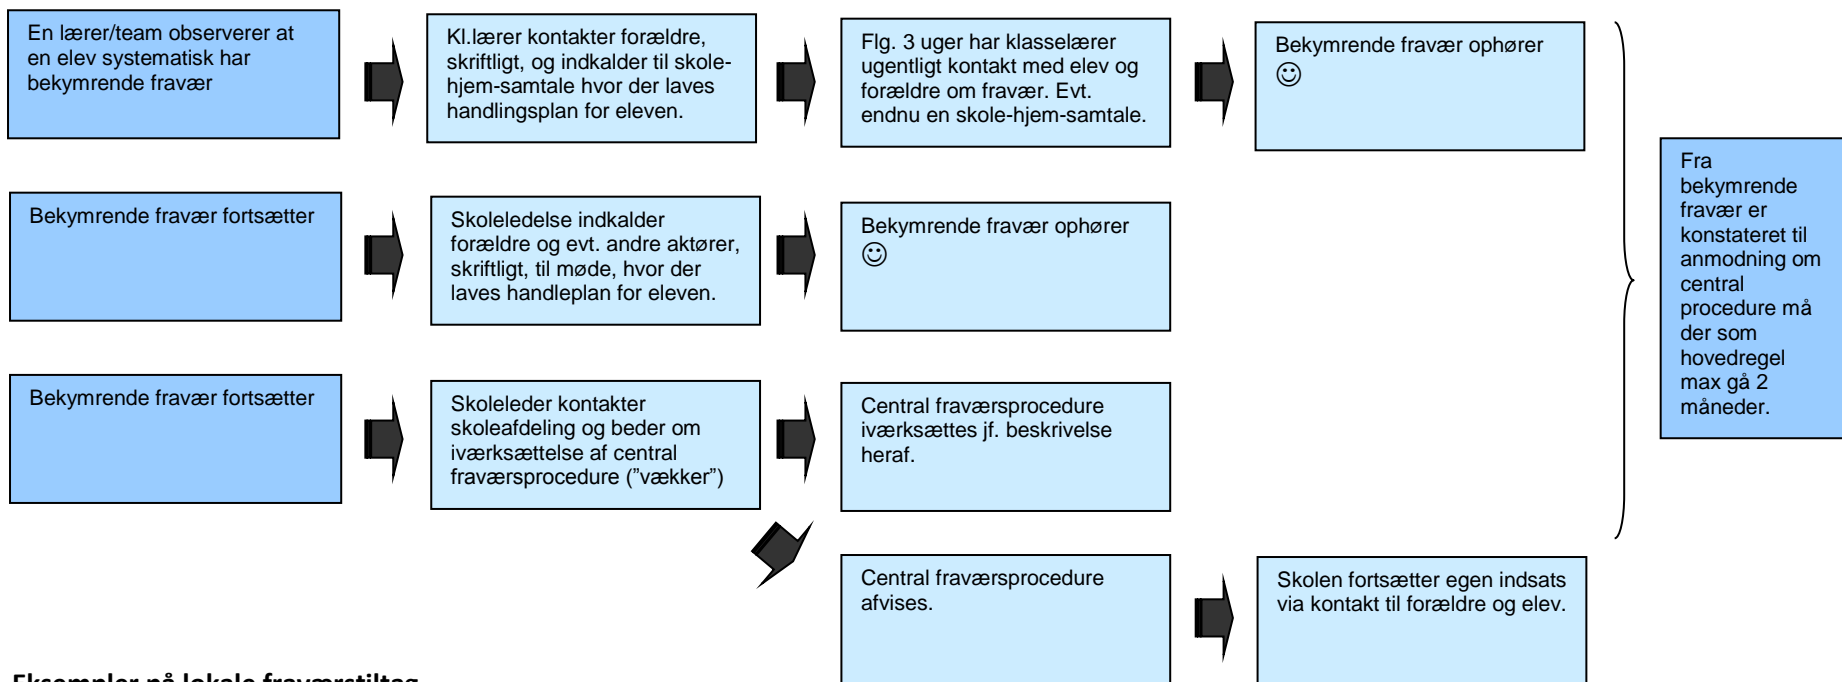 En lærer/team observerer at
en elev systematisk har
bekymrende fravær
Kl.lærer kontakter forældre,
skriftligt, og indkalder til skole-
hjem-samtale hvor der laves
handlingsplan for eleven.
Flg. 3 uger har klasselærer
ugentligt kontakt med elev og
forældre om fravær. Evt.
endnu en skole-hjem-samtale.
Bekymrende fravær ophører
☺
Bekymrende fravær fortsætter
Skoleledelse indkalder
forældre og evt. andre aktører,
skriftligt, til møde, hvor der
laves handleplan for eleven.
Bekymrende fravær ophører
☺
Bekymrende fravær fortsætter
Skoleleder kontakter
skoleafdeling og beder om
iværksættelse af central
fraværsprocedure (”vækker”)
Central fraværsprocedure
iværksættes jf. beskrivelse
heraf.
Central fraværsprocedure
afvises.
Skolen fortsætter egen indsats
via kontakt til forældre og elev.
Fra
bekymrende
fravær er
konstateret til
anmodning om
central
procedure må
der som
hovedregel
max gå 2
måneder.
Eksempler på lokale fraværstiltag